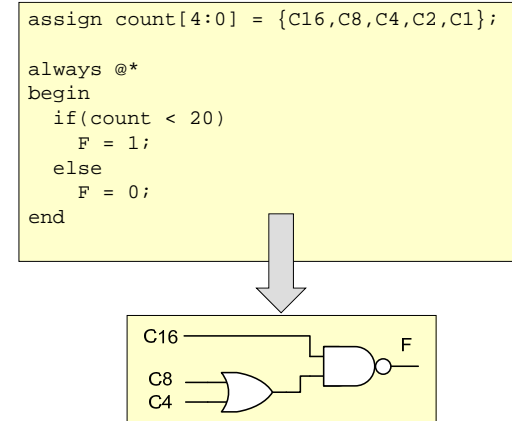 assign count[4:0] = {C16,C8,C4,C2,C1};
always @*
begin
if(count < 20)
F = 1;
else
F = 0;
end
C16
F
C8
C4